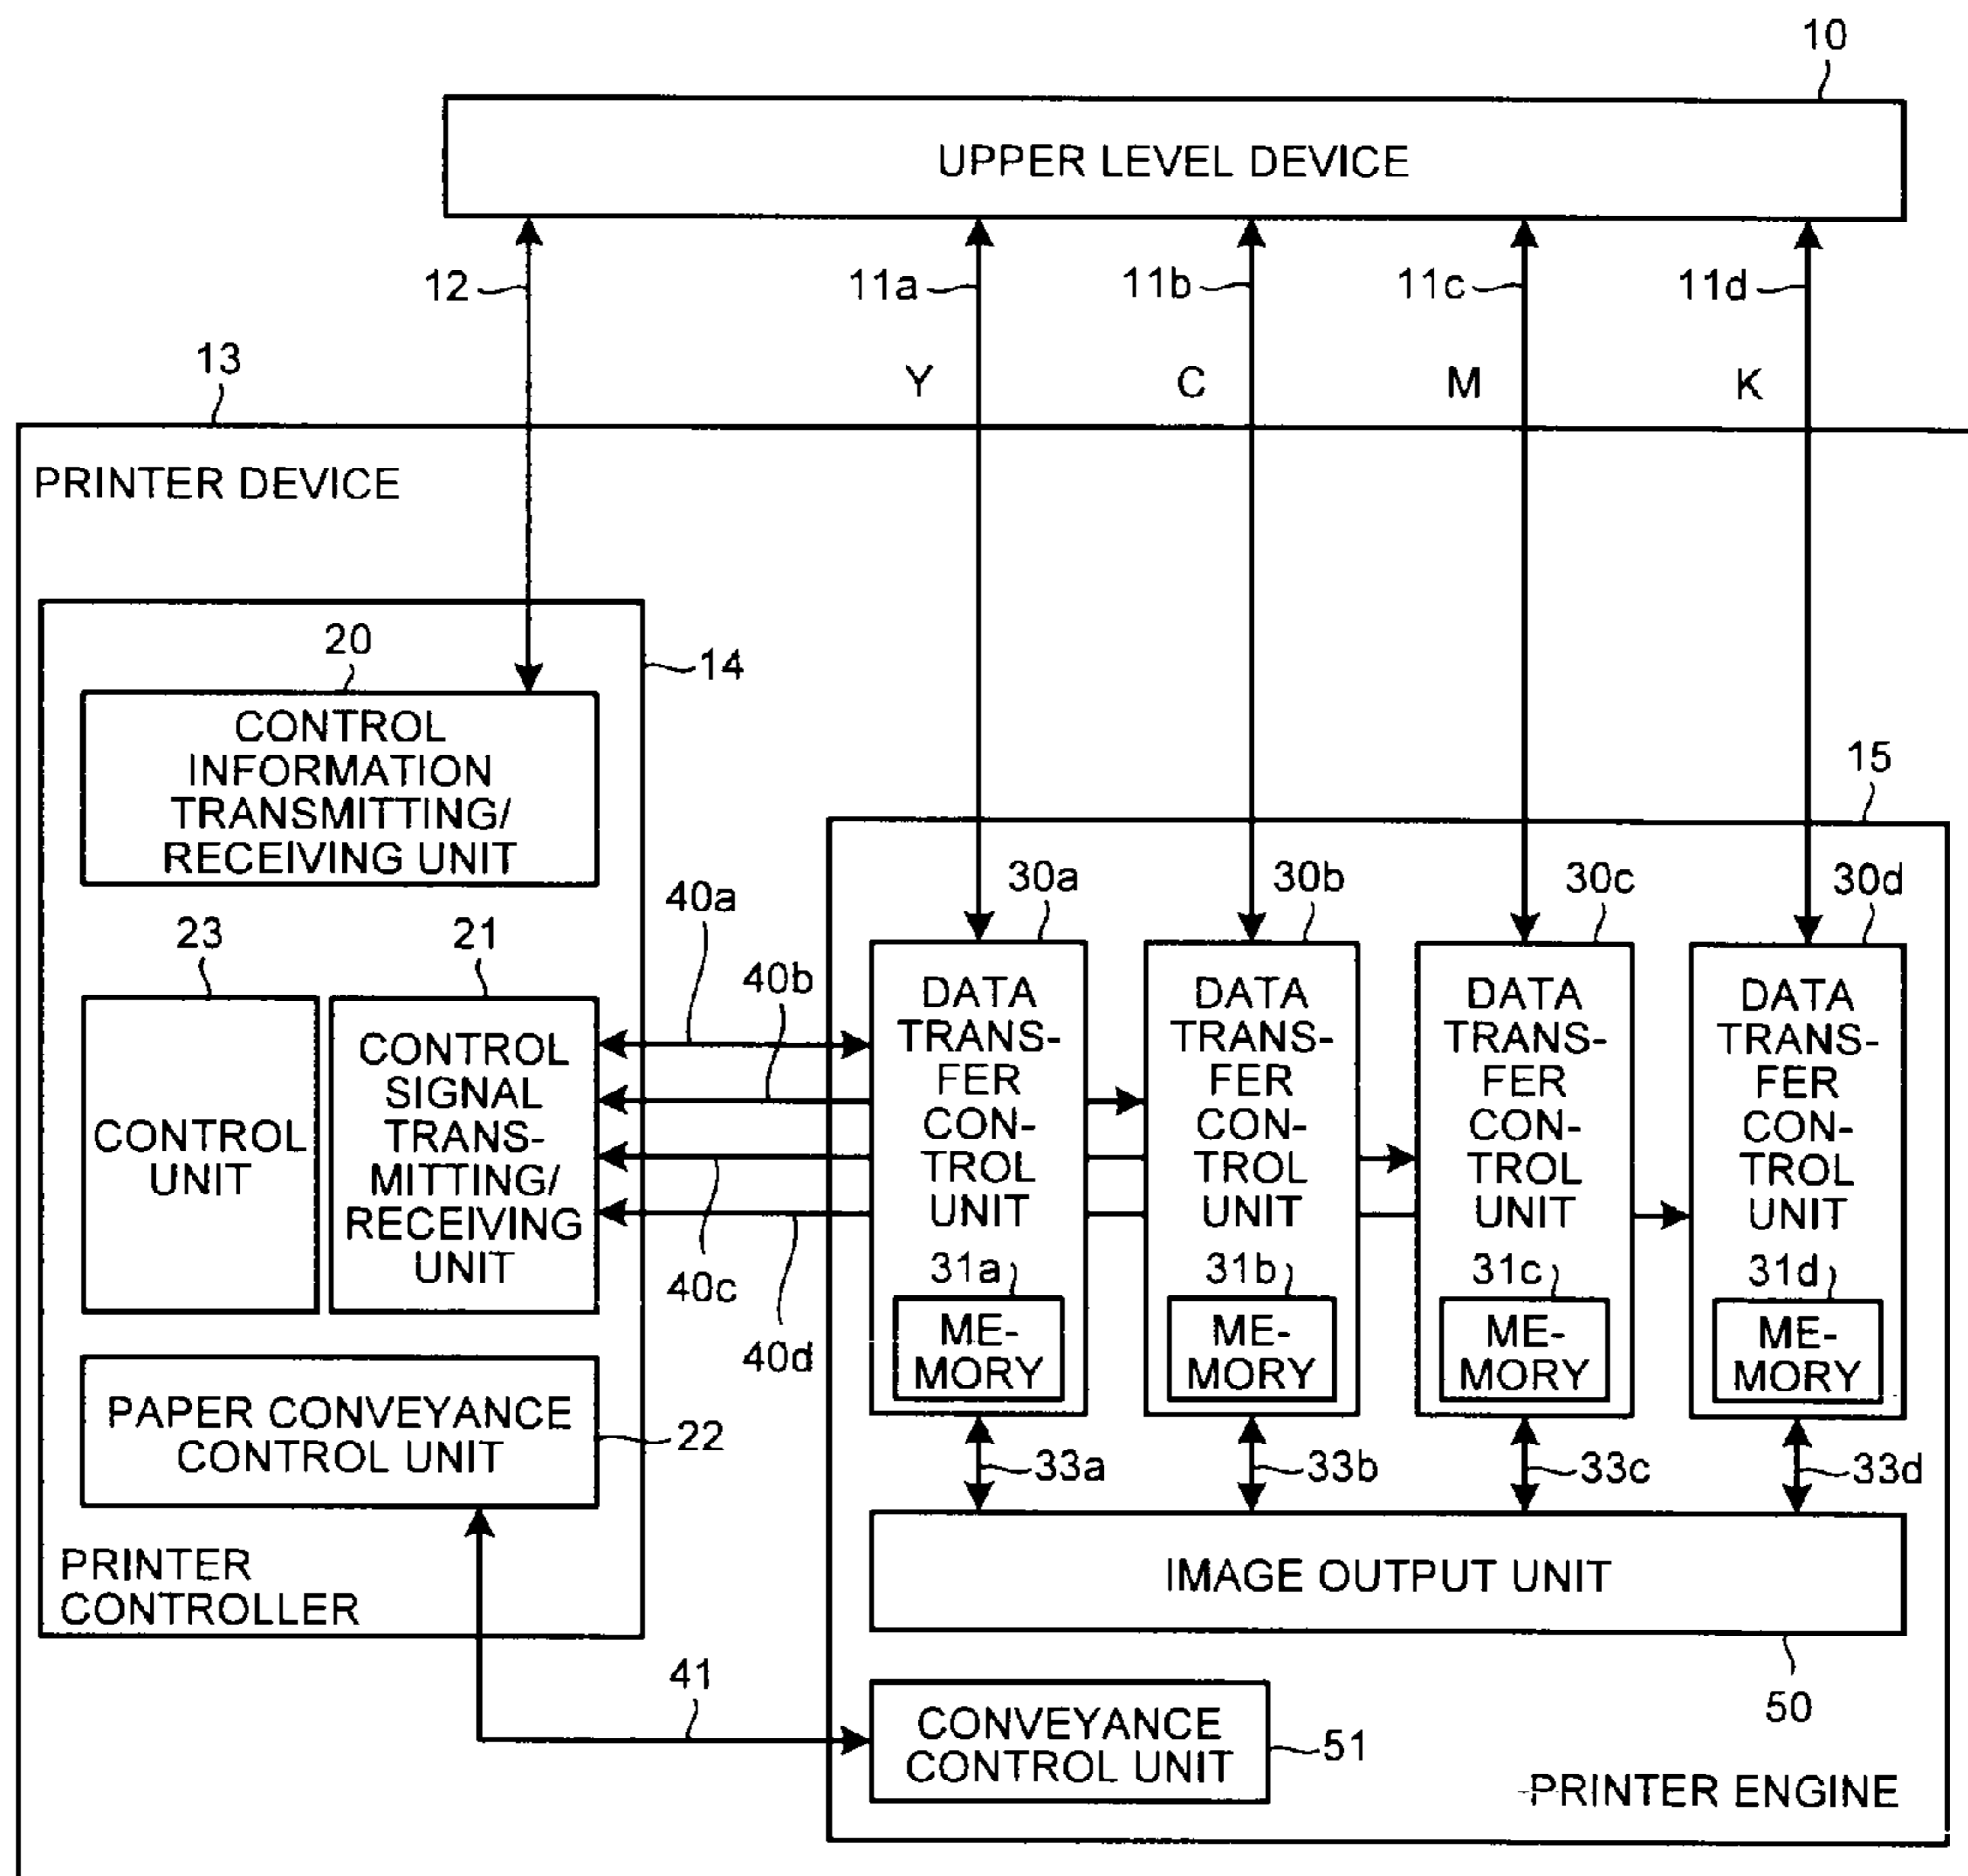 10
UPPER LEVEL DEVICE
12
11a
11b
11c
11d
13
Y
C
M
K
PRINTER DEVICE
20
14
CONTROL
INFORMATION
TRANSMITTING/
RECEIVING UNIT
15
40a
30a
30b
30c
30d
23
21
40b
CONTROL
UNIT
CONTROL
SIGNAL
TRANS-
MITTING/
RECEIVING
UNIT
DATA
TRANS-
FER
CON-
TROL
UNIT
DATA
TRANS-
FER
CON-
TROL
UNIT
DATA
TRANS-
FER
CON-
TROL
UNIT
DATA
TRANS-
FER
CON-
TROL
UNIT
40c
40d
31a
31b
31c
31d
ME-
MORY
ME-
MORY
ME-
MORY
ME-
MORY
PAPER CONVEYANCE
CONTROL UNIT
22
33a
33b
33c
33d
IMAGE OUTPUT UNIT
PRINTER
CONTROLLER
41
50
CONVEYANCE
CONTROL UNIT
51
PRINTER ENGINE